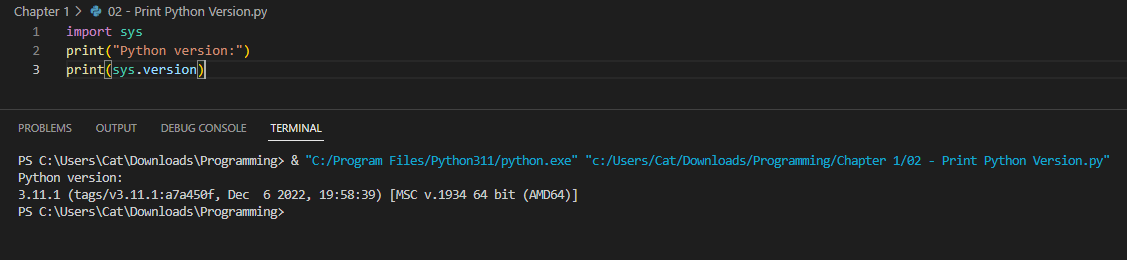 Chapter 1 > 02 - Print Python Version.py
1 import sys
2 print("Python version:")
3 print(sys.version)
PROBLEMS OUTPUT DEBUG CONSOLE TERMINAL
PS C:\Users\Cat\Downloads\Programming> & "C:/Program Files/Python311/python.exe" "c:/Users/Cat/Downloads/Programming/Chapter 1/02 - Print Python Version.py"
Python version:
3.11.1 (tags/v3.11.1:a7a450f, Dec  6 2022, 19:58:39) [MSC v.1934 64 bit (AMD64)]
PS C:\Users\Cat\Downloads\Programming>